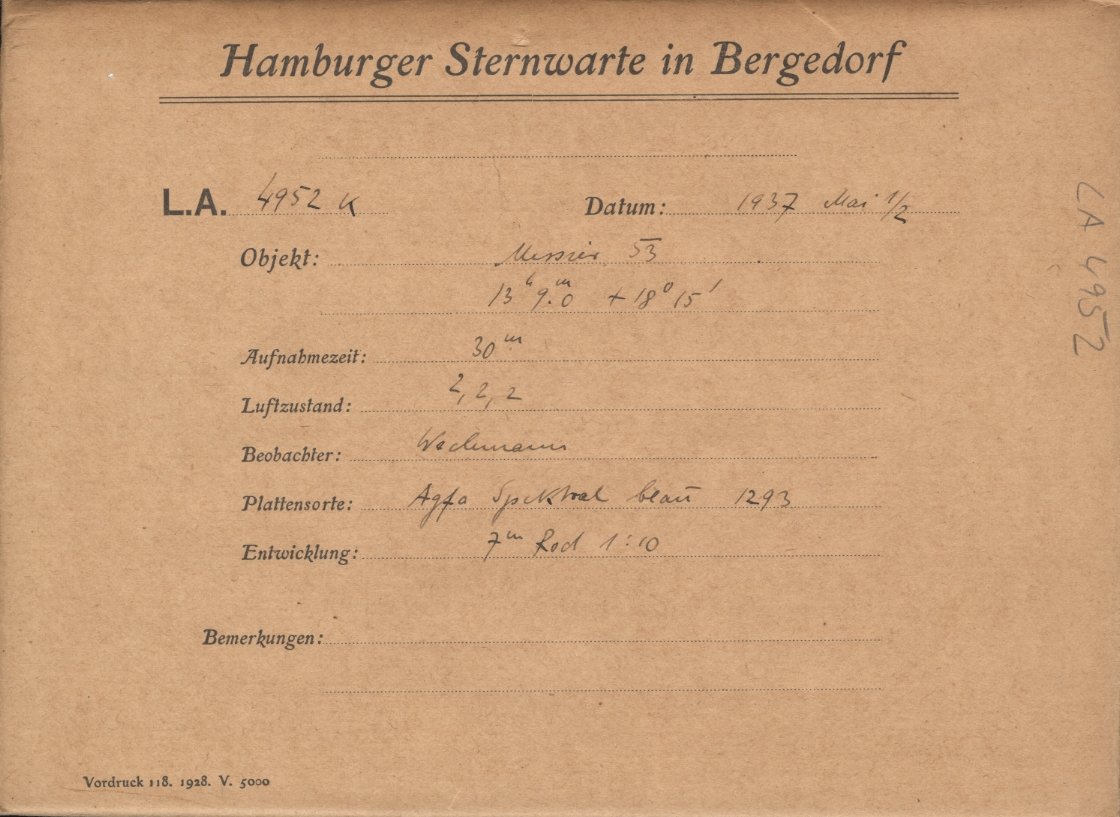 Hamburger Sternwarte in Bergedorf
L.A. 4952 K Datum: 1937 Mai 1/2
Objekt: Messier 53
13ʰ 9.ᵐ0 +18° 15'
Aufnahmezeit: 30ᵐ
Luftzustand: 2, 2, 2
Beobachter: Wachmann
Plattensorte: Agfa Spektral blau 1293
Entwicklung: 7ᵐ Rod 1:10
Bemerkungen:
Vordruck 118. 1928. V. 5000
LA 4952